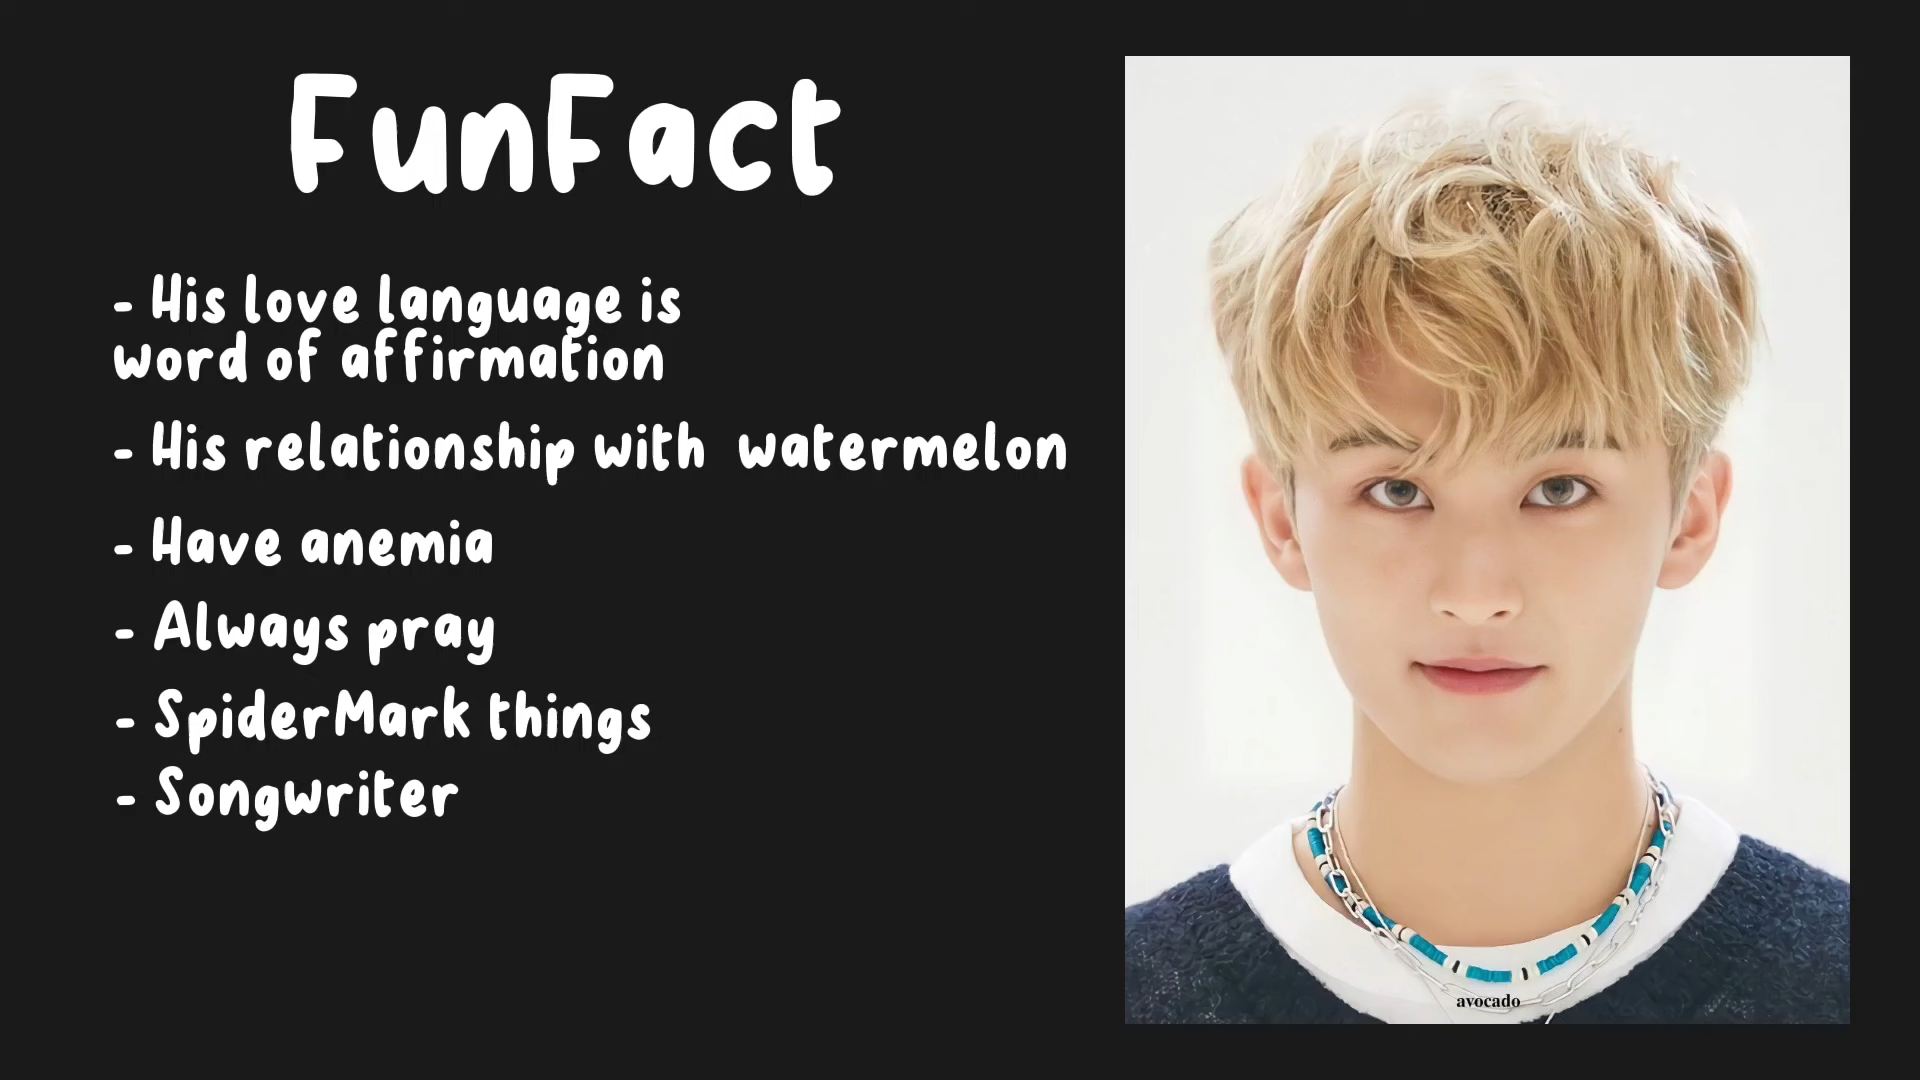 FunFact
- His love language is
word of affirmation
- His relationship with watermelon
- Have anemia
- Always pray
- SpiderMark things
- Songwriter
avocado